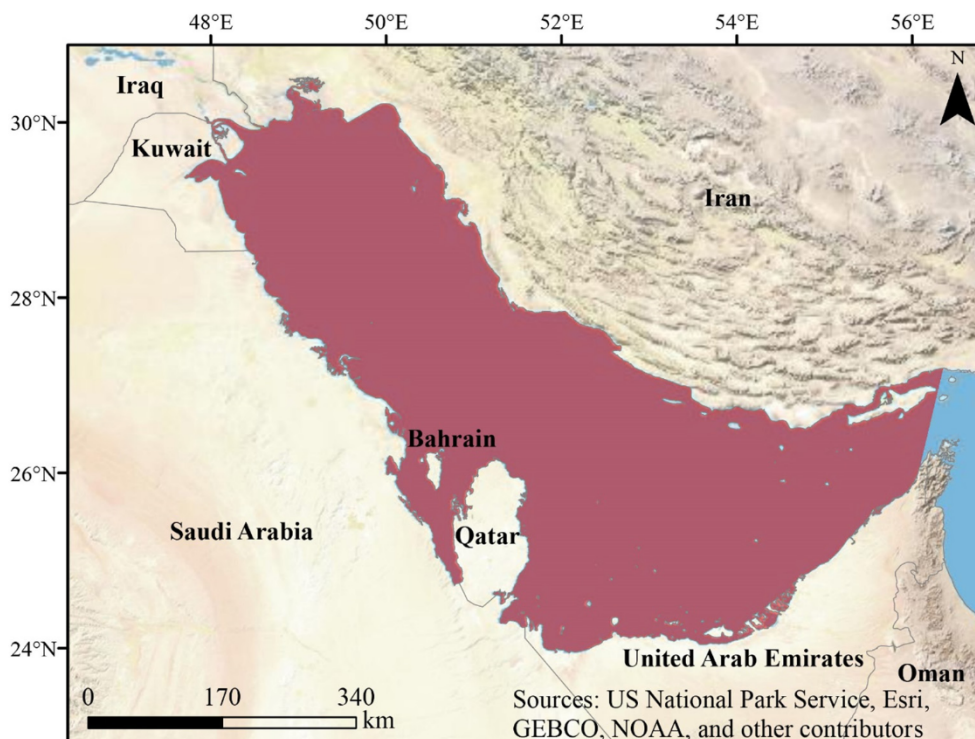 48°E
50°E
52°E
54°E
56°E
N
Iraq
30°N
Kuwait
Iran
28°N
Bahrain
26°N
Saudi Arabia
Qatar
24°N
United Arab Emirates
Oman
0
170
340
km
Sources: US National Park Service, Esri,
GEBCO, NOAA, and other contributors